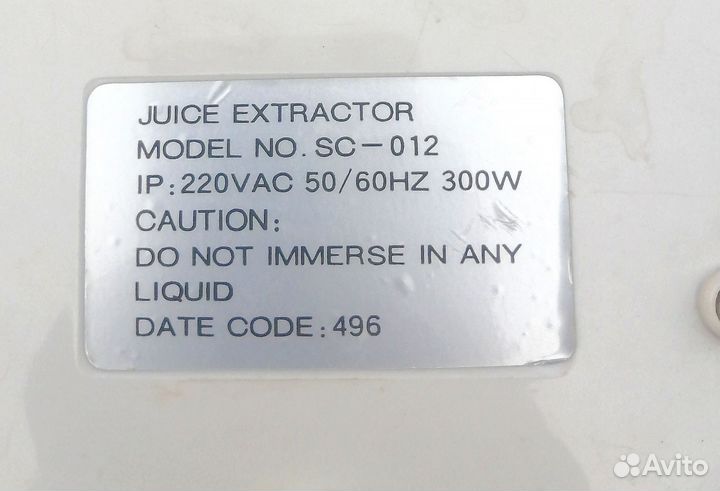 JUICE EXTRACTOR
MODEL NO. SC-012
IP:220VAC 50/60HZ 300W
CAUTION:
DO NOT IMMERSE IN ANY
LIQUID
DATE CODE:496
Avito